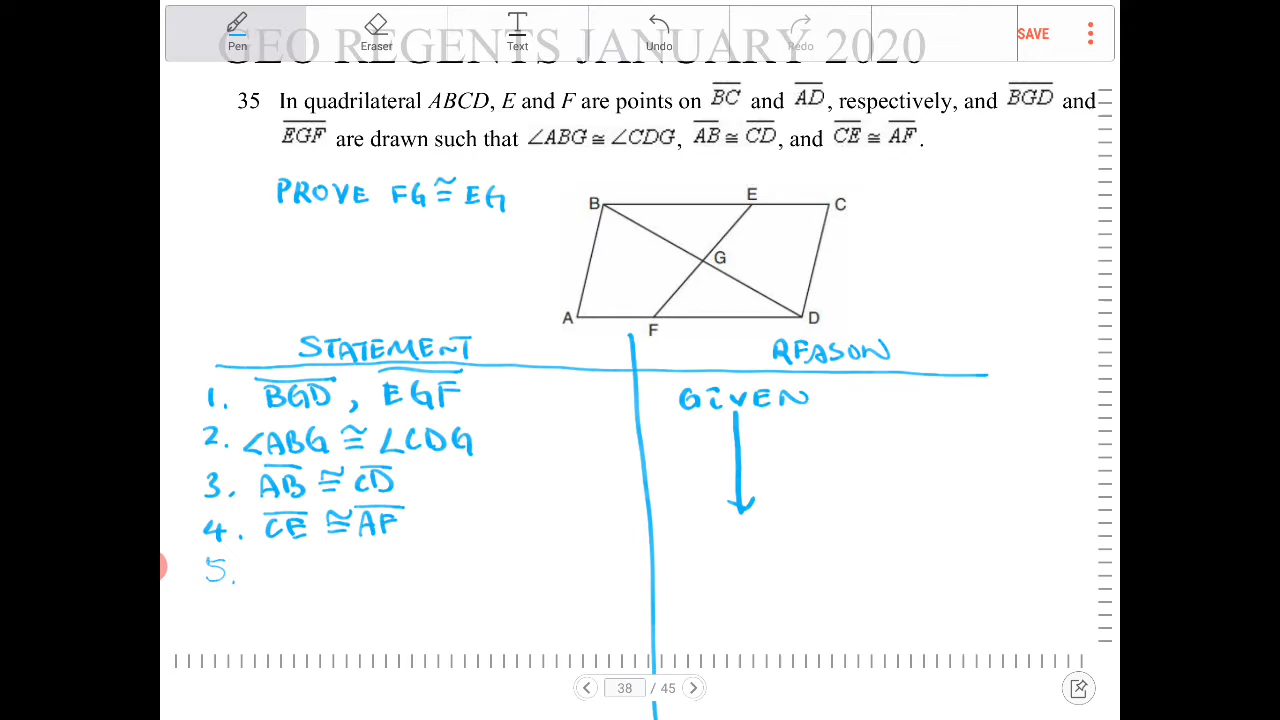 Pen Eraser Text Undo Redo SAVE
GEO REGENTS JANUARY 2020
35 In quadrilateral ABCD, E and F are points on BC and AD, respectively, and BGD and
EGF are drawn such that ∠ABG ≅ ∠CDG, AB ≅ CD, and CE ≅ AF.
PROVE FG ≅ EG
B E C
G
A F D
STATEMENT REASON
1. BGD, EGF GIVEN
2. ∠ABG ≅ ∠CDG
3. AB ≅ CD
4. CE ≅ AF
5.
38 / 45